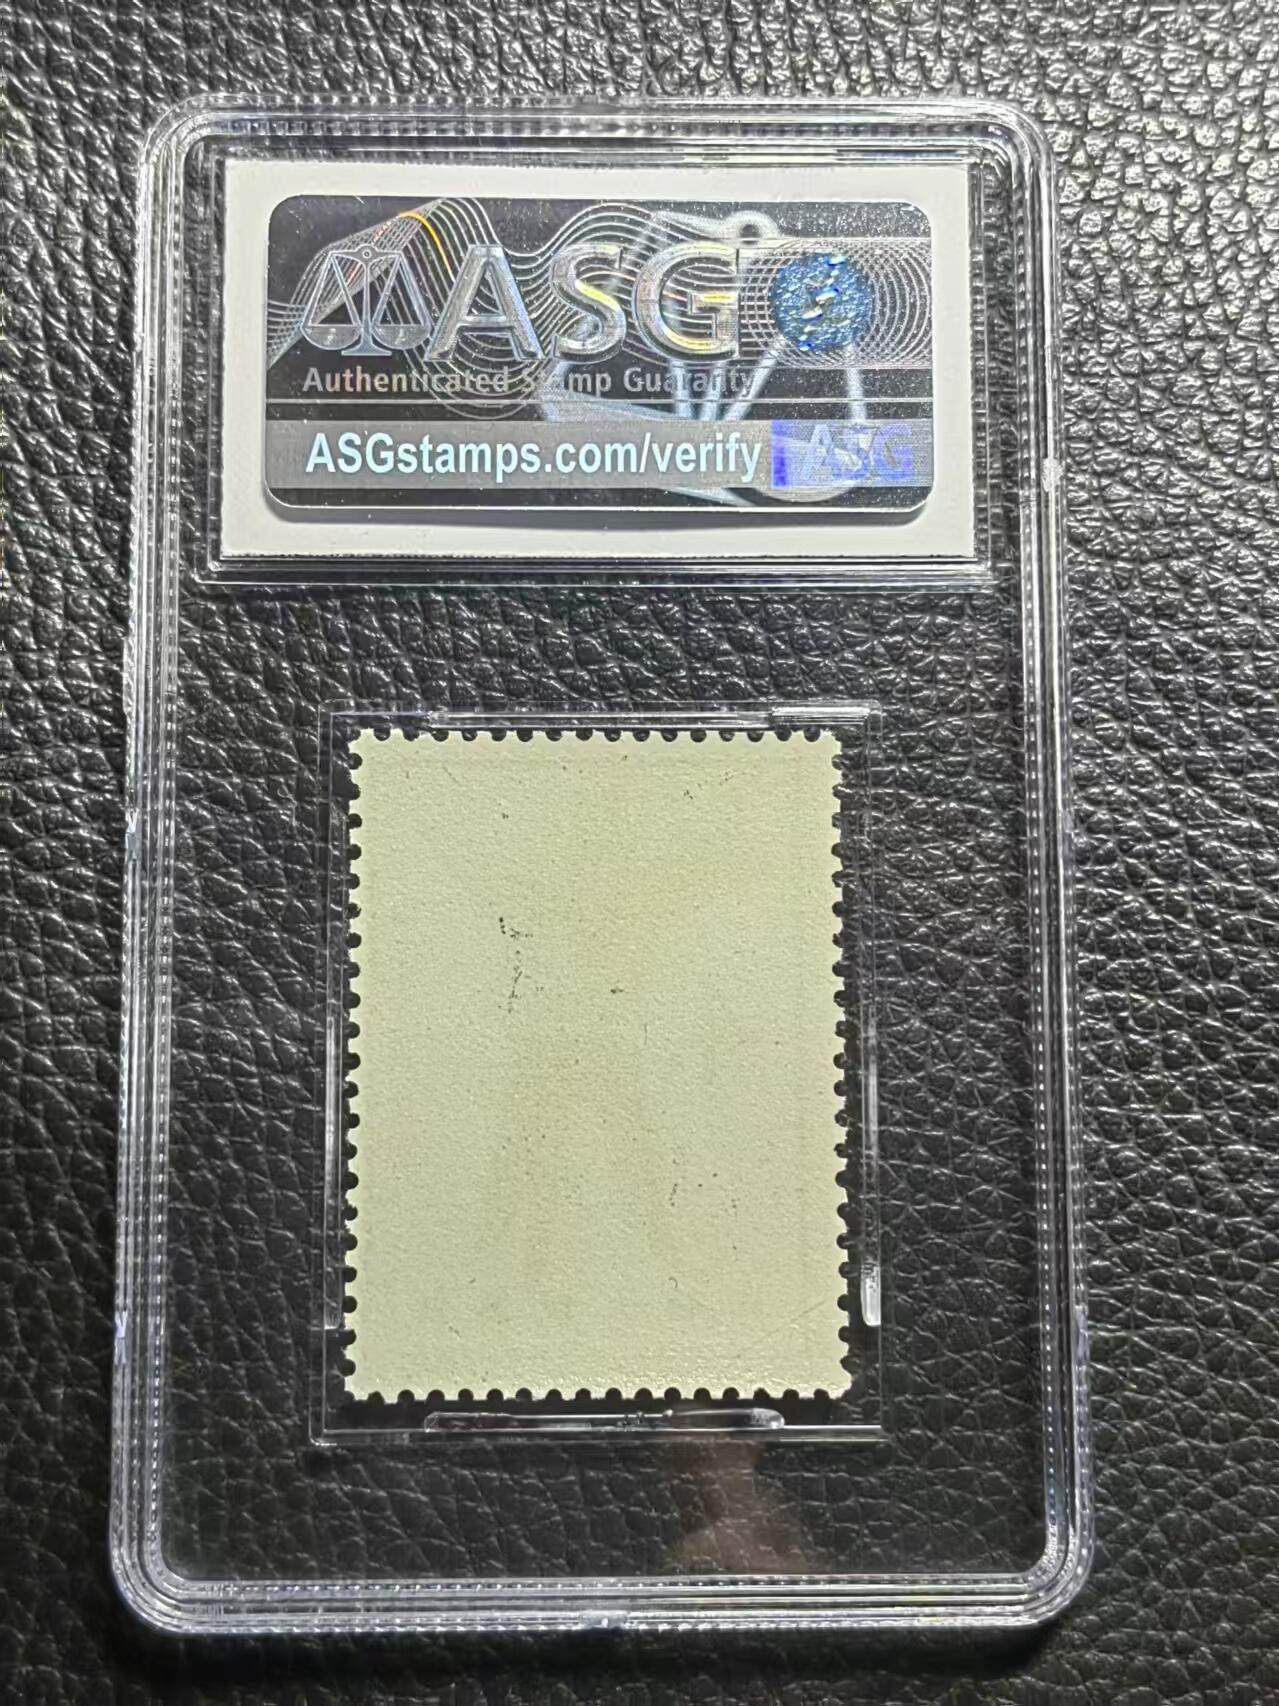 ASG
Authenticated Stamp Guaranty
ASGstamps.com/verify
ASG